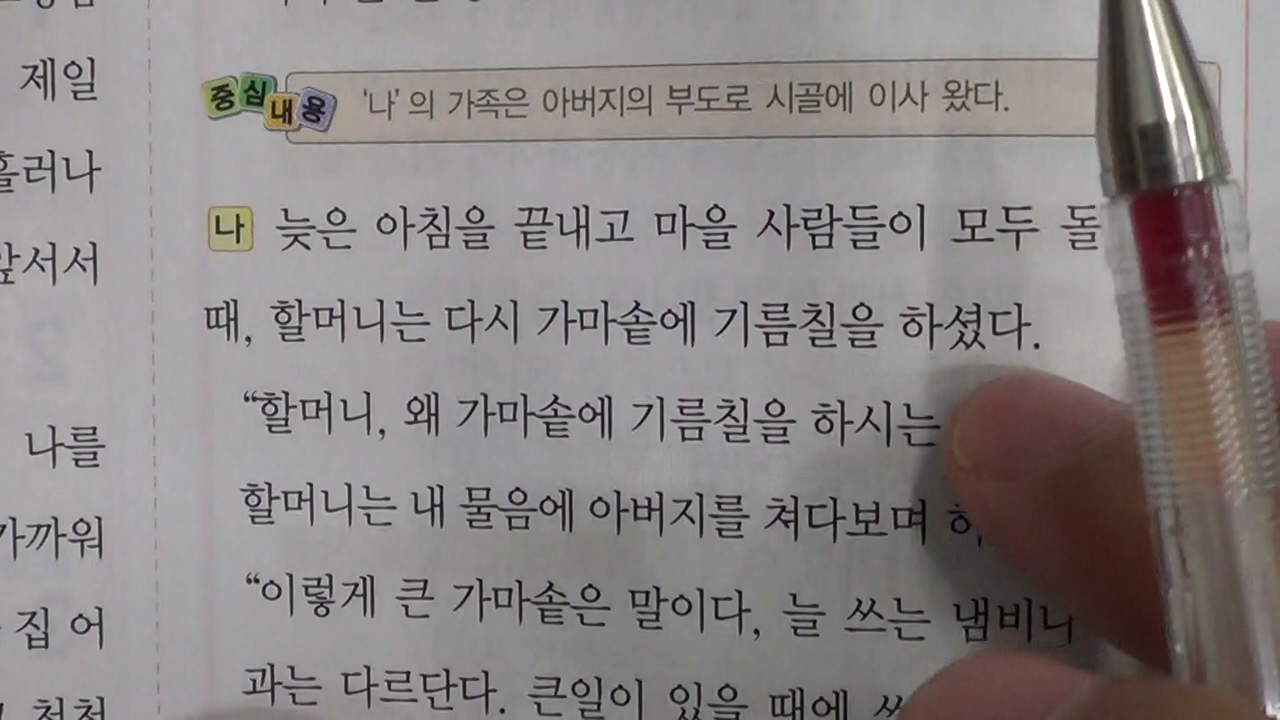 제일
흘러나
앞서서
나를
가까워
집 어
중심내용 '나'의 가족은 아버지의 부도로 시골에 이사 왔다.
나 늦은 아침을 끝내고 마을 사람들이 모두 돌
때, 할머니는 다시 가마솥에 기름칠을 하셨다.
“할머니, 왜 가마솥에 기름칠을 하시는
할머니는 내 물음에 아버지를 쳐다보며
“이렇게 큰 가마솥은 말이다, 늘 쓰는
과는 다르단다. 큰일이 있을 때에